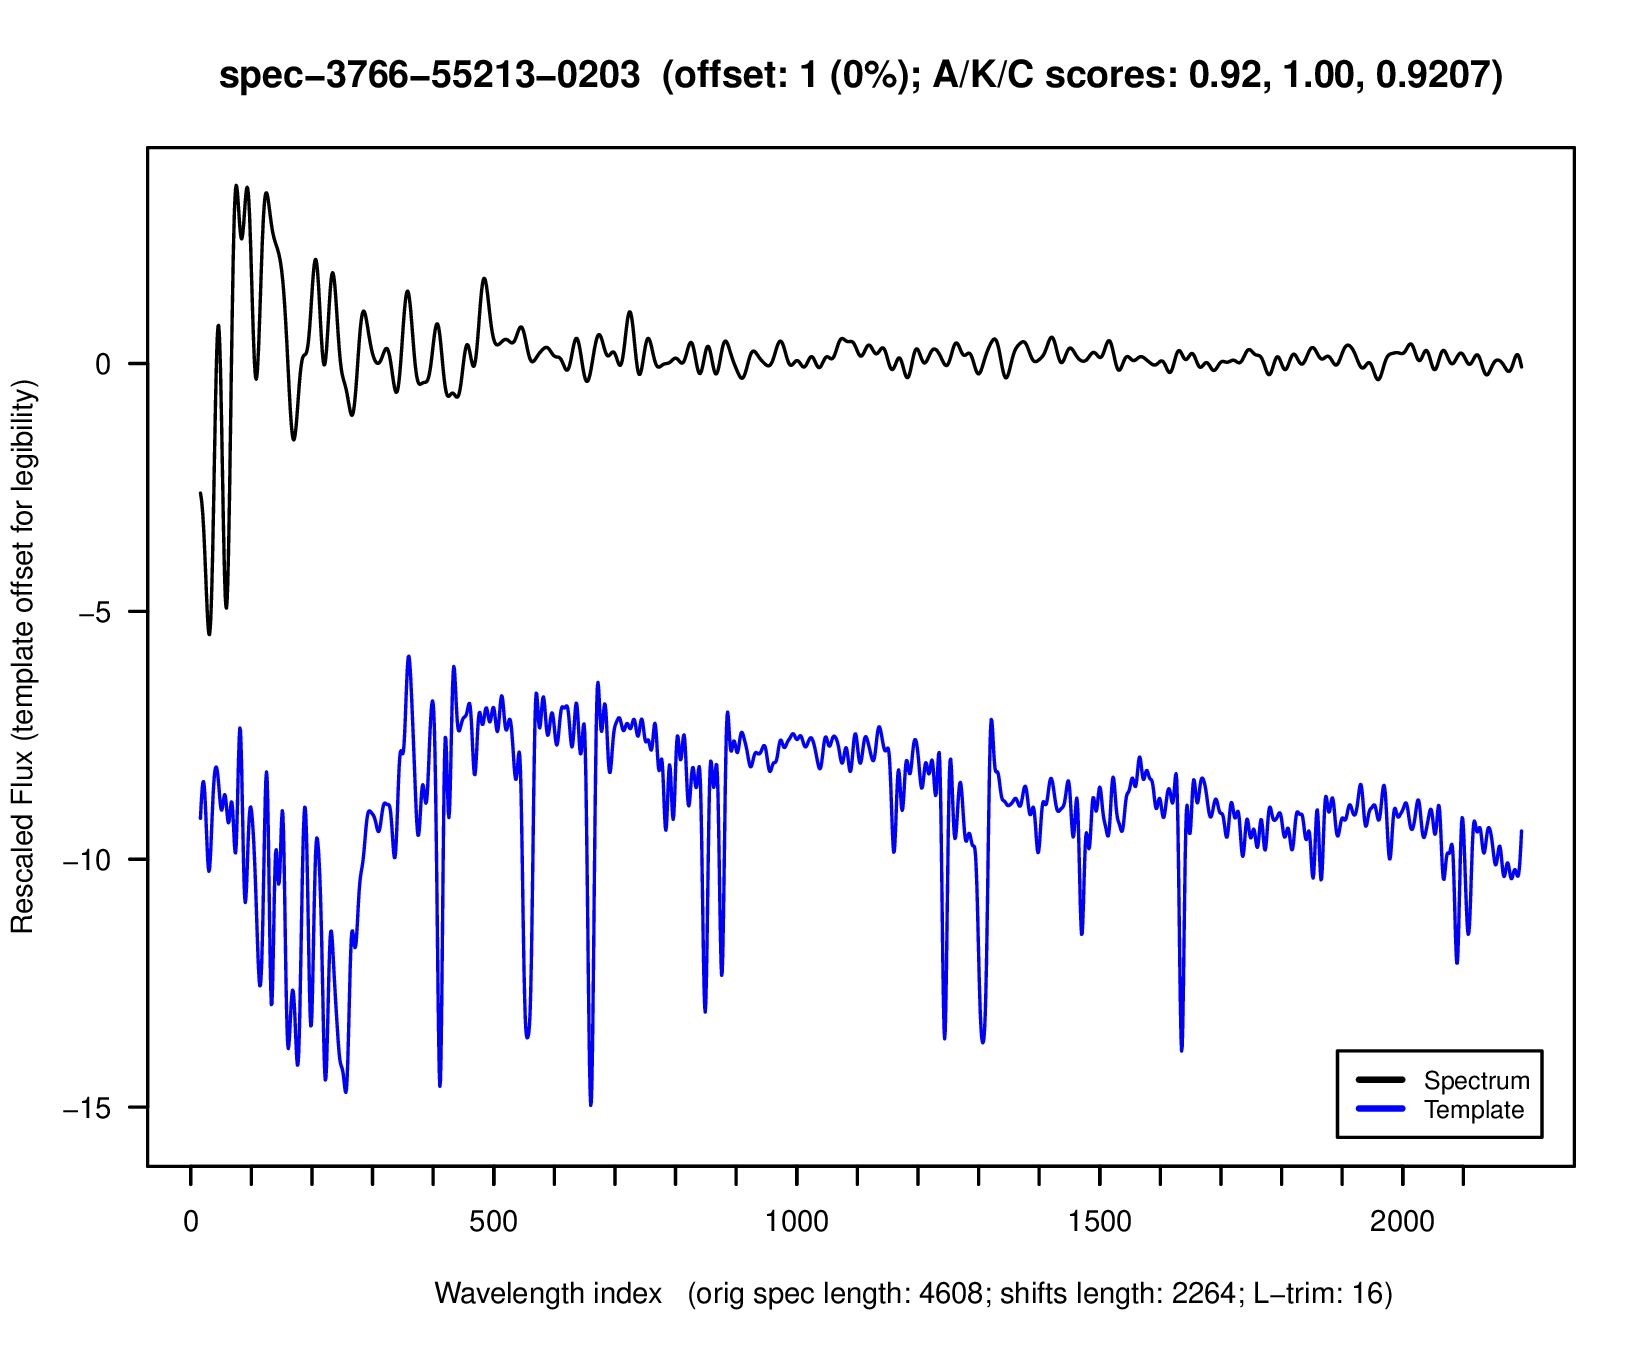 spec−3766−55213−0203 (offset: 1 (0%); A/K/C scores: 0.92, 1.00, 0.9207)
Rescaled Flux (template offset for legibility)
0
−5
−10
−15
Spectrum
Template
0 500 1000 1500 2000
Wavelength index (orig spec length: 4608; shifts length: 2264; L−trim: 16)